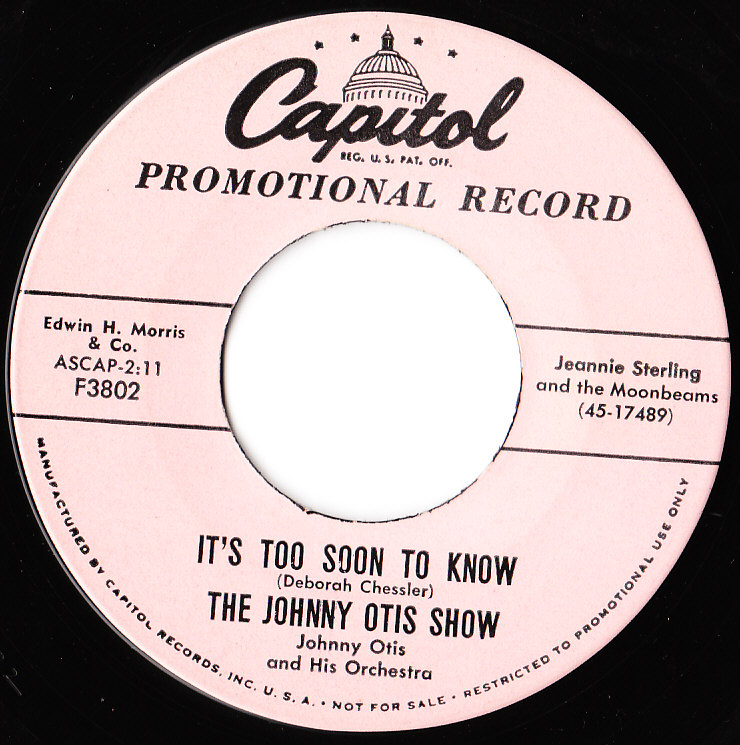 Capitol
REG. U. S. PAT. OFF.
PROMOTIONAL RECORD
Edwin H. Morris
& Co.
ASCAP-2:11
F3802
Jeannie Sterling
and the Moonbeams
(45-17489)
IT'S TOO SOON TO KNOW
(Deborah Chessler)
THE JOHNNY OTIS SHOW
Johnny Otis
and His Orchestra
MANUFACTURED BY CAPITOL RECORDS, INC. U. S. A. • NOT FOR SALE • RESTRICTED TO PROMOTIONAL USE ONLY